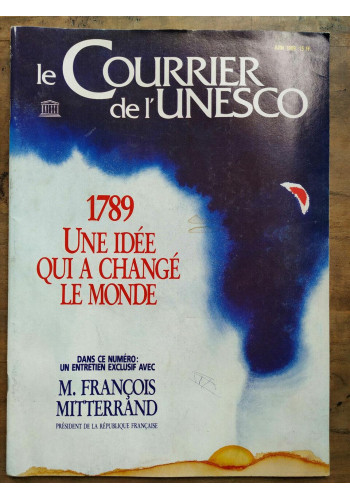 le COURRIER
de l'UNESCO
1789
UNE IDÉE
QUI A CHANGÉ
LE MONDE
DANS CE NUMÉRO:
UN ENTRETIEN EXCLUSIF AVEC
M. FRANÇOIS
MITTERRAND
PRÉSIDENT DE LA RÉPUBLIQUE FRANÇAISE